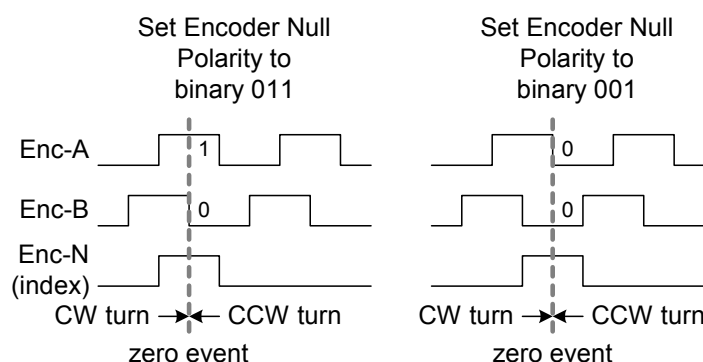 Set Encoder Null
Polarity to
binary 011
Set Encoder Null
Polarity to
binary 001
Enc-A
1
0
Enc-B
0
0
Enc-N
(index)
CW turn
CCW turn
CW turn
CCW turn
zero event
zero event